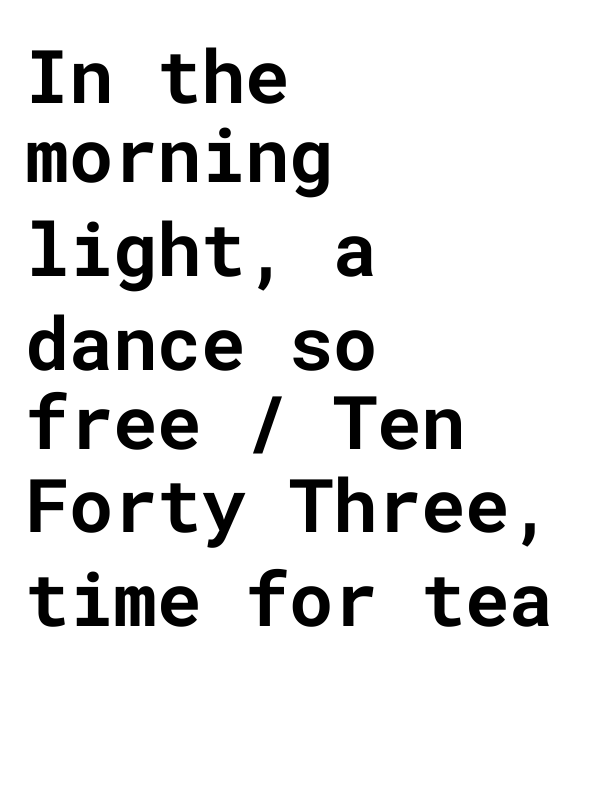 In the
morning
light, a
dance so
free / Ten
Forty Three,
time for tea